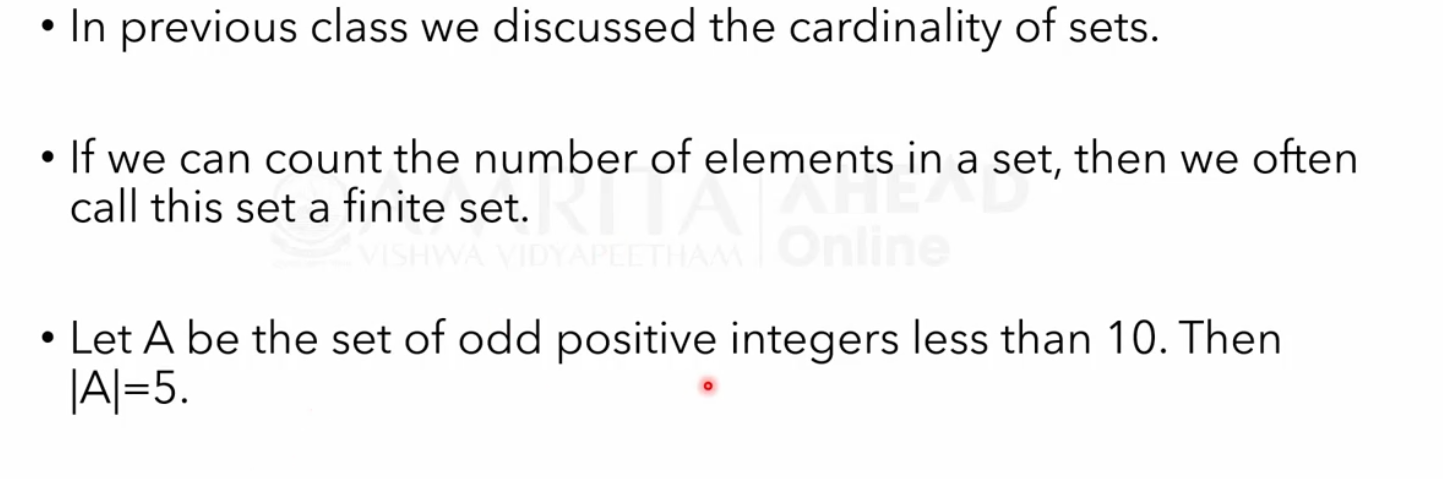 • In previous class we discussed the cardinality of sets.
• If we can count the number of elements in a set, then we often
call this set a finite set.
AMRITA AHEAD
VISHWA VIDYAPEETHAM Online
• Let A be the set of odd positive integers less than 10. Then
|A|=5.